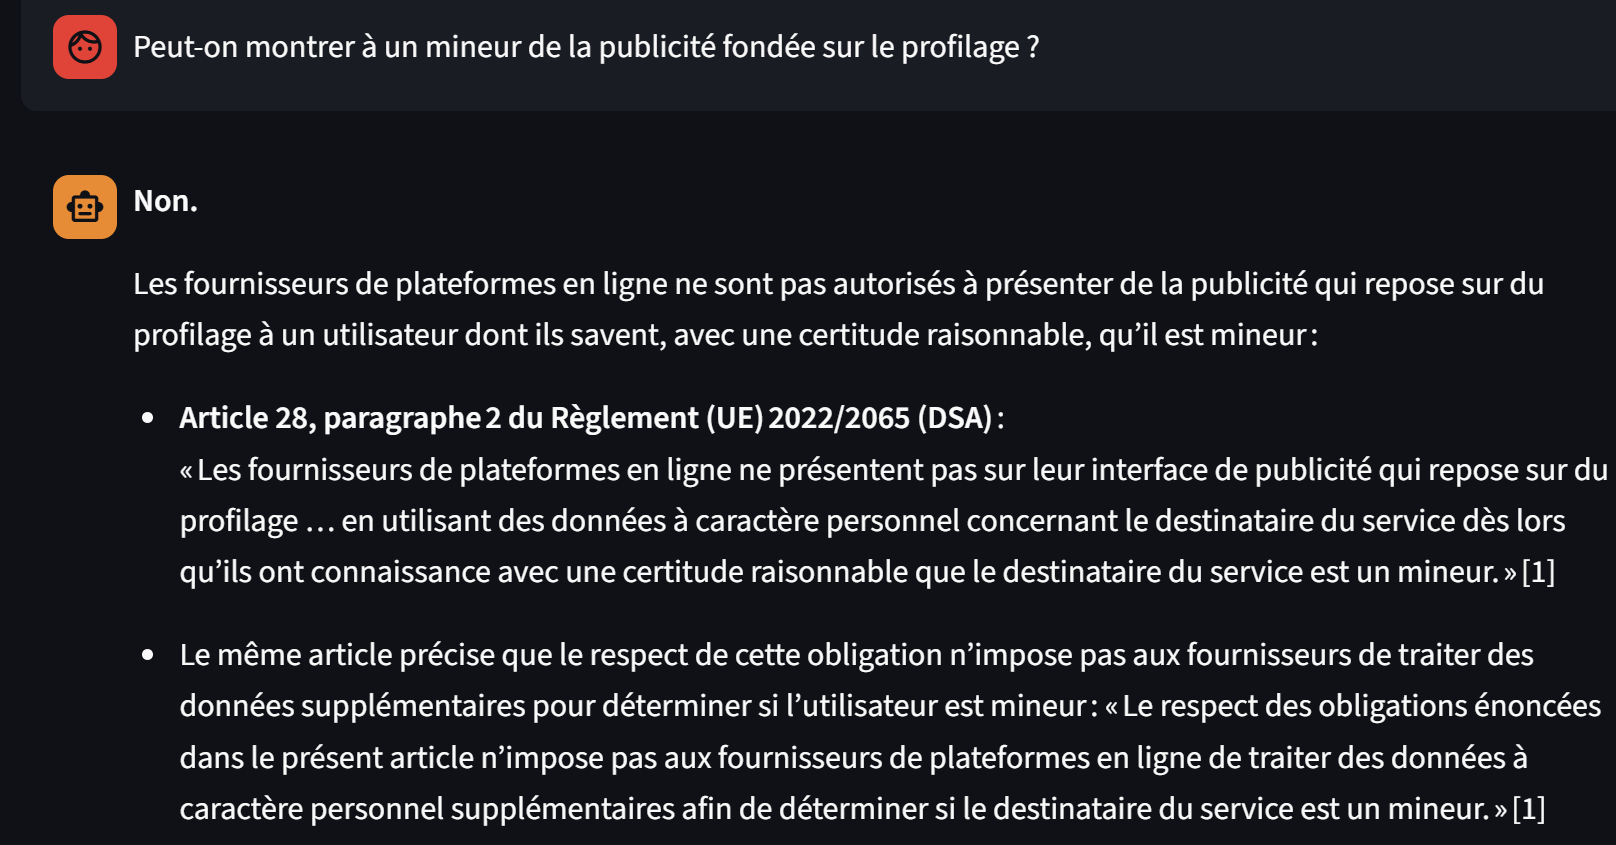 Peut-on montrer à un mineur de la publicité fondée sur le profilage ?
Non.
Les fournisseurs de plateformes en ligne ne sont pas autorisés à présenter de la publicité qui repose sur du
profilage à un utilisateur dont ils savent, avec une certitude raisonnable, qu’il est mineur :
• Article 28, paragraphe 2 du Règlement (UE) 2022/2065 (DSA) :
« Les fournisseurs de plateformes en ligne ne présentent pas sur leur interface de publicité qui repose sur du
profilage … en utilisant des données à caractère personnel concernant le destinataire du service dès lors
qu’ils ont connaissance avec une certitude raisonnable que le destinataire du service est un mineur. » [1]
• Le même article précise que le respect de cette obligation n’impose pas aux fournisseurs de traiter des
données supplémentaires pour déterminer si l’utilisateur est mineur : « Le respect des obligations énoncées
dans le présent article n’impose pas aux fournisseurs de plateformes en ligne de traiter des données à
caractère personnel supplémentaires afin de déterminer si le destinataire du service est un mineur. » [1]